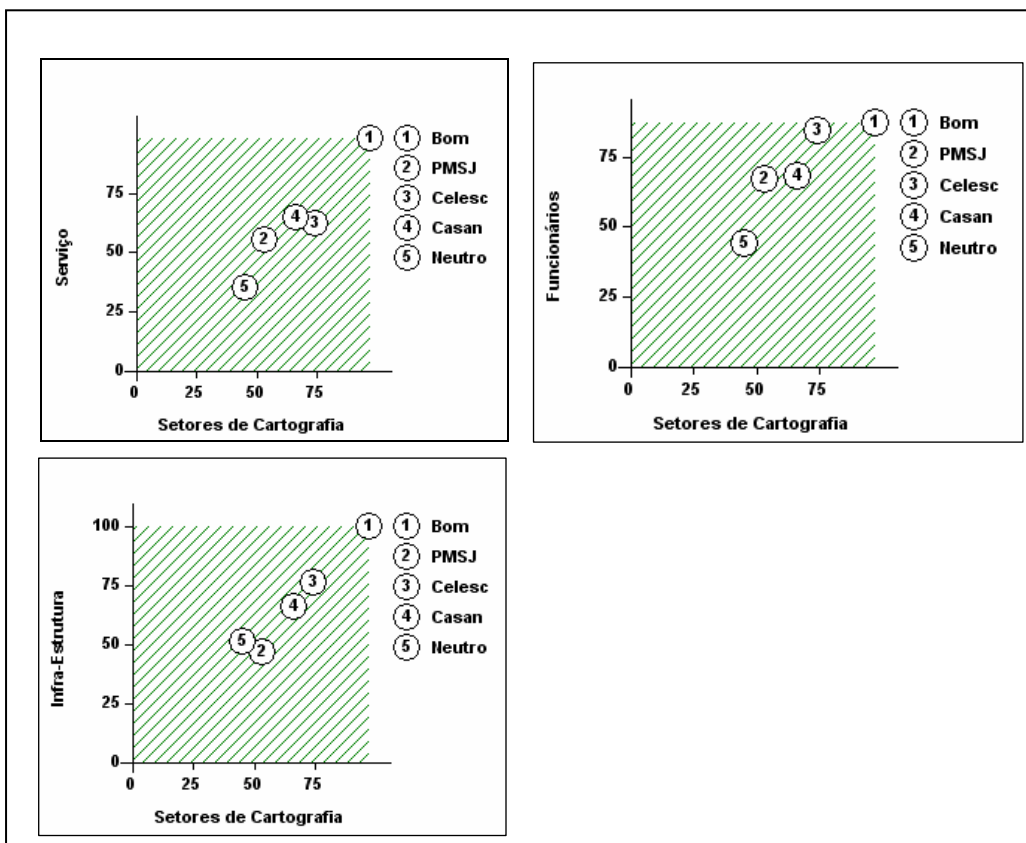 Serviço
75
50
25
0
0 25 50 75
Setores de Cartografia
1 1 Bom
2 PMSJ
3 Celesc
4 Casan
5 Neutro
4 3
2
5
Funcionários
75
50
25
0
0 25 50 75
Setores de Cartografia
1 1 Bom
2 PMSJ
3 Celesc
4 Casan
5 Neutro
3
2 4
5
Infra-Estrutura
100
75
50
25
0
0 25 50 75
Setores de Cartografia
1 1 Bom
2 PMSJ
3 Celesc
4 Casan
5 Neutro
3
4
5 2